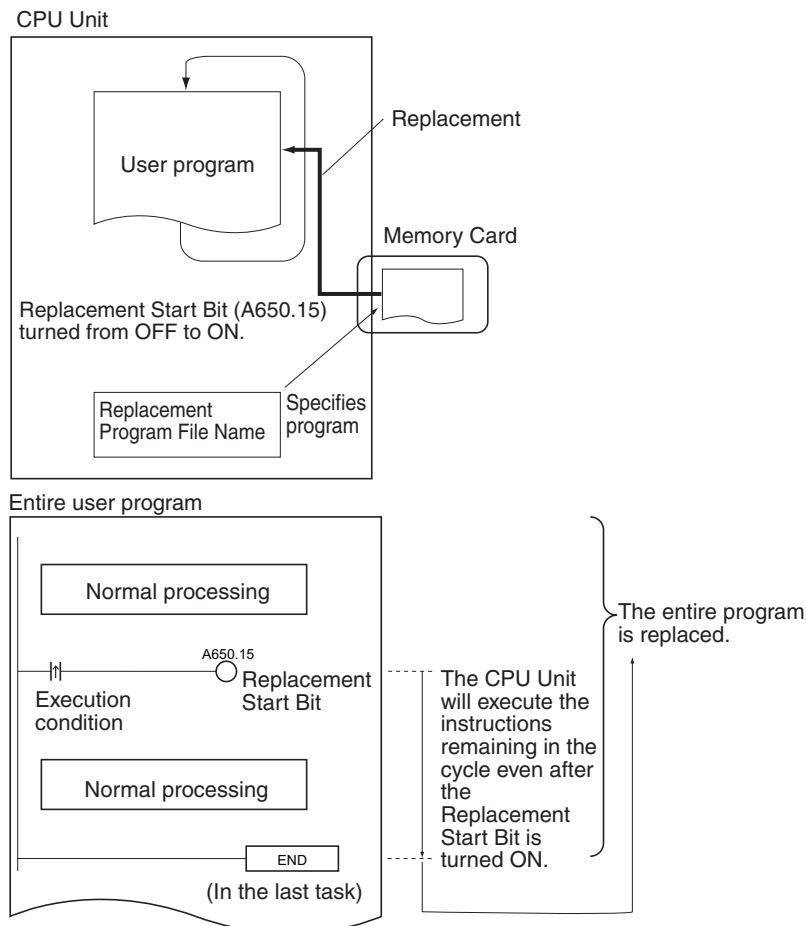 CPU Unit
User program
Replacement
Memory Card
Replacement Start Bit (A650.15)
turned from OFF to ON.
Replacement
Program File Name
Specifies
program
Entire user program
Normal processing
A650.15
Replacement
Start Bit
Execution
condition
Normal processing
END
(In the last task)
The CPU Unit
will execute the
instructions
remaining in the
cycle even after
the
Replacement
Start Bit is
turned ON.
The entire program
is replaced.